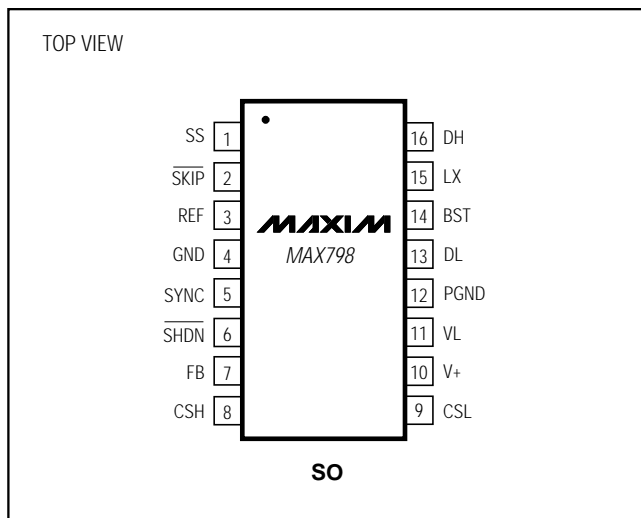 TOP VIEW
SS 1
SKIP 2
REF 3
GND 4
SYNC 5
SHDN 6
FB 7
CSH 8
MAXIM
MAX798
16 DH
15 LX
14 BST
13 DL
12 PGND
11 VL
10 V+
9 CSL
SO